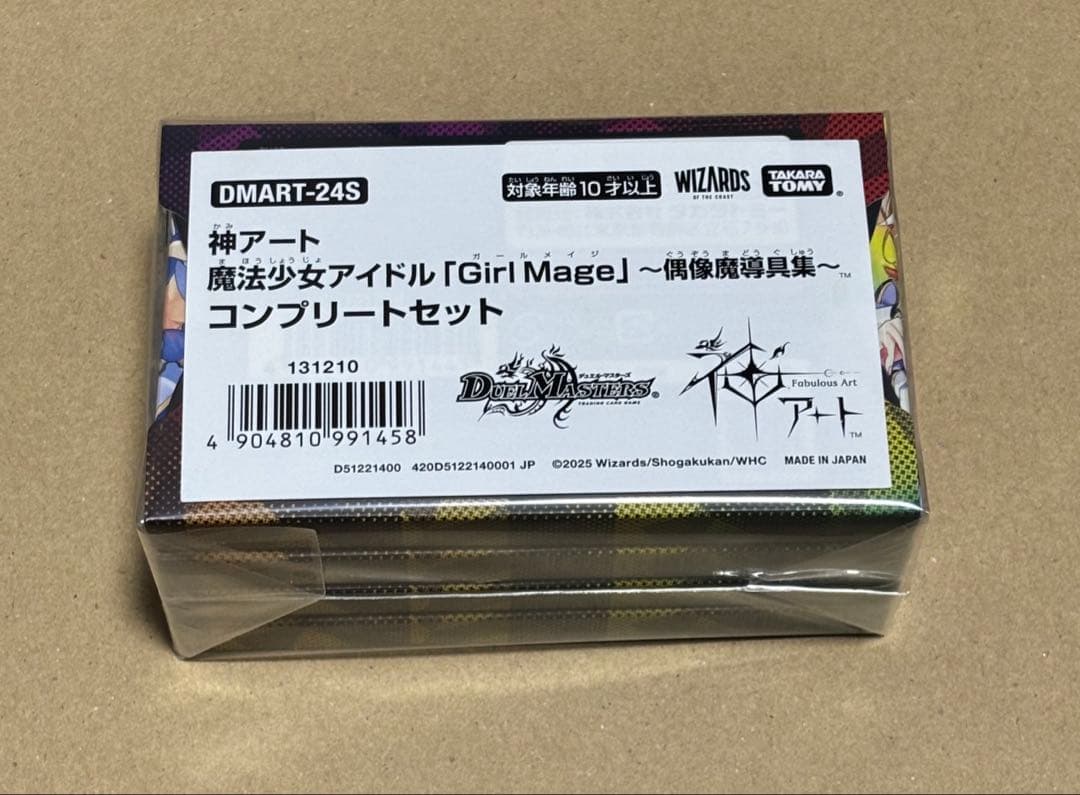 DMART-24S
対象年齢10才以上
たいしょうねんれい さいいじょう
WIZARDS
OF THE COAST
TAKARA
TOMY
®
かみ
神アート
まほうしょうじょ ガールメイジ ぐうぞうまどうぐしゅう
魔法少女アイドル「Girl Mage」～偶像魔導具集～™
コンプリートセット
131210
4 904810 991458
デュエル・マスターズ
DUEL MASTERS®
TRADING CARD GAME
神
Fabulous Art
アート™
D51221400 420D5122140001 JP ©2025 Wizards/Shogakukan/WHC MADE IN JAPAN